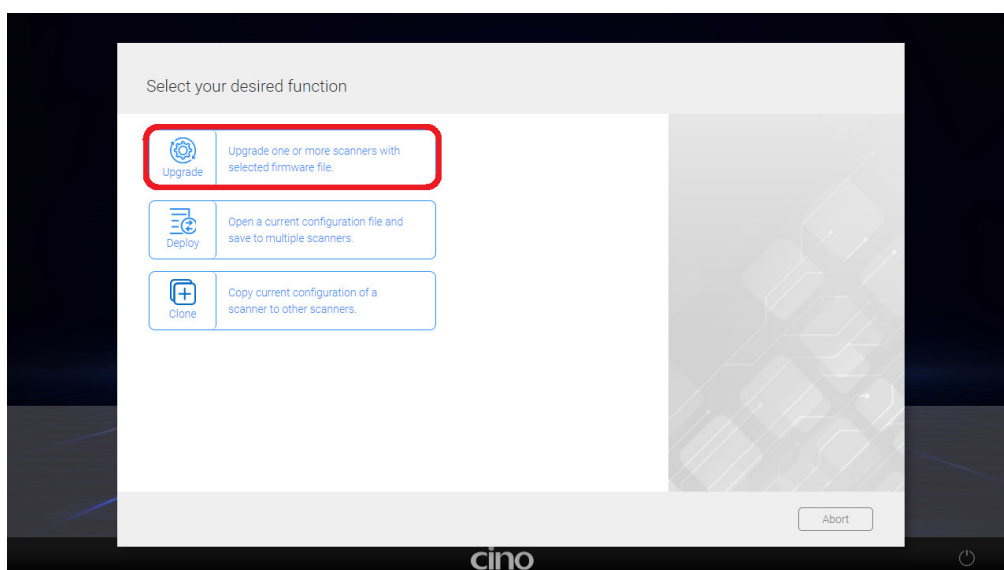 Select your desired function
Upgrade one or more scanners with
selected firmware file.
Upgrade
Open a current configuration file and
save to multiple scanners.
Deploy
Copy current configuration of a
scanner to other scanners.
Clone
Abort
cino